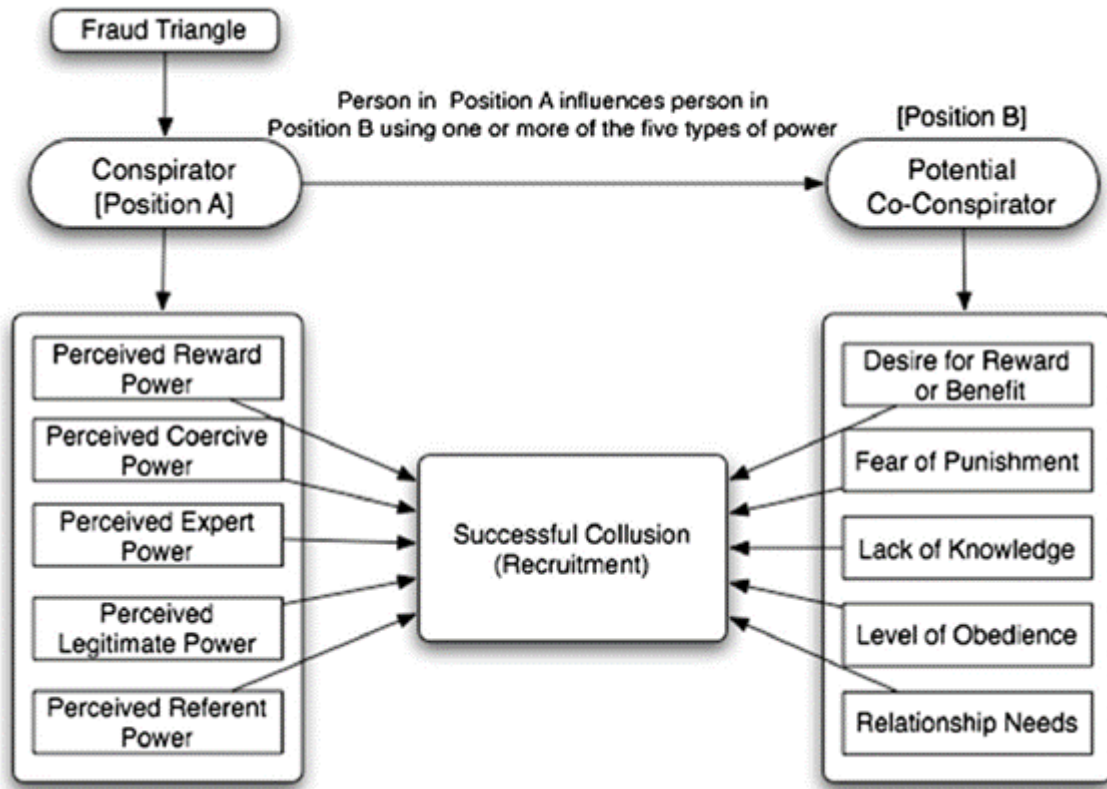 Fraud Triangle
Person in Position A influences person in
Position B using one or more of the five types of power
[Position B]
Conspirator
[Position A]
Potential
Co-Conspirator
Perceived Reward
Power
Perceived Coercive
Power
Perceived Expert
Power
Perceived
Legitimate Power
Perceived Referent
Power
Successful Collusion
(Recruitment)
Desire for Reward
or Benefit
Fear of Punishment
Lack of Knowledge
Level of Obedience
Relationship Needs